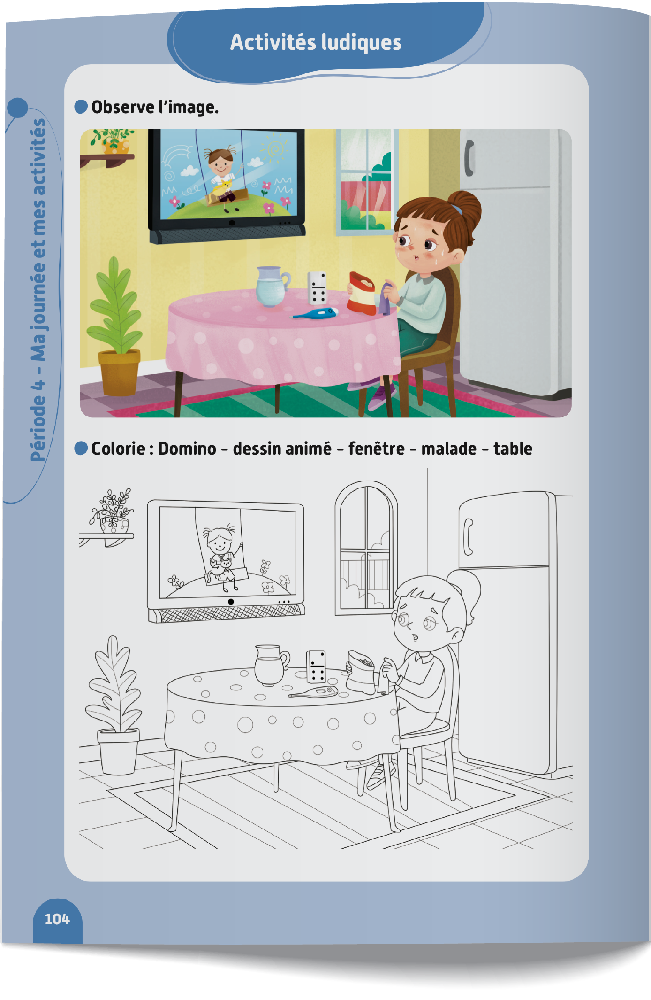 Activités ludiques
Observe l'image.
Période 4 – Ma journée et mes activités
Colorie : Domino – dessin animé – fenêtre – malade – table
104